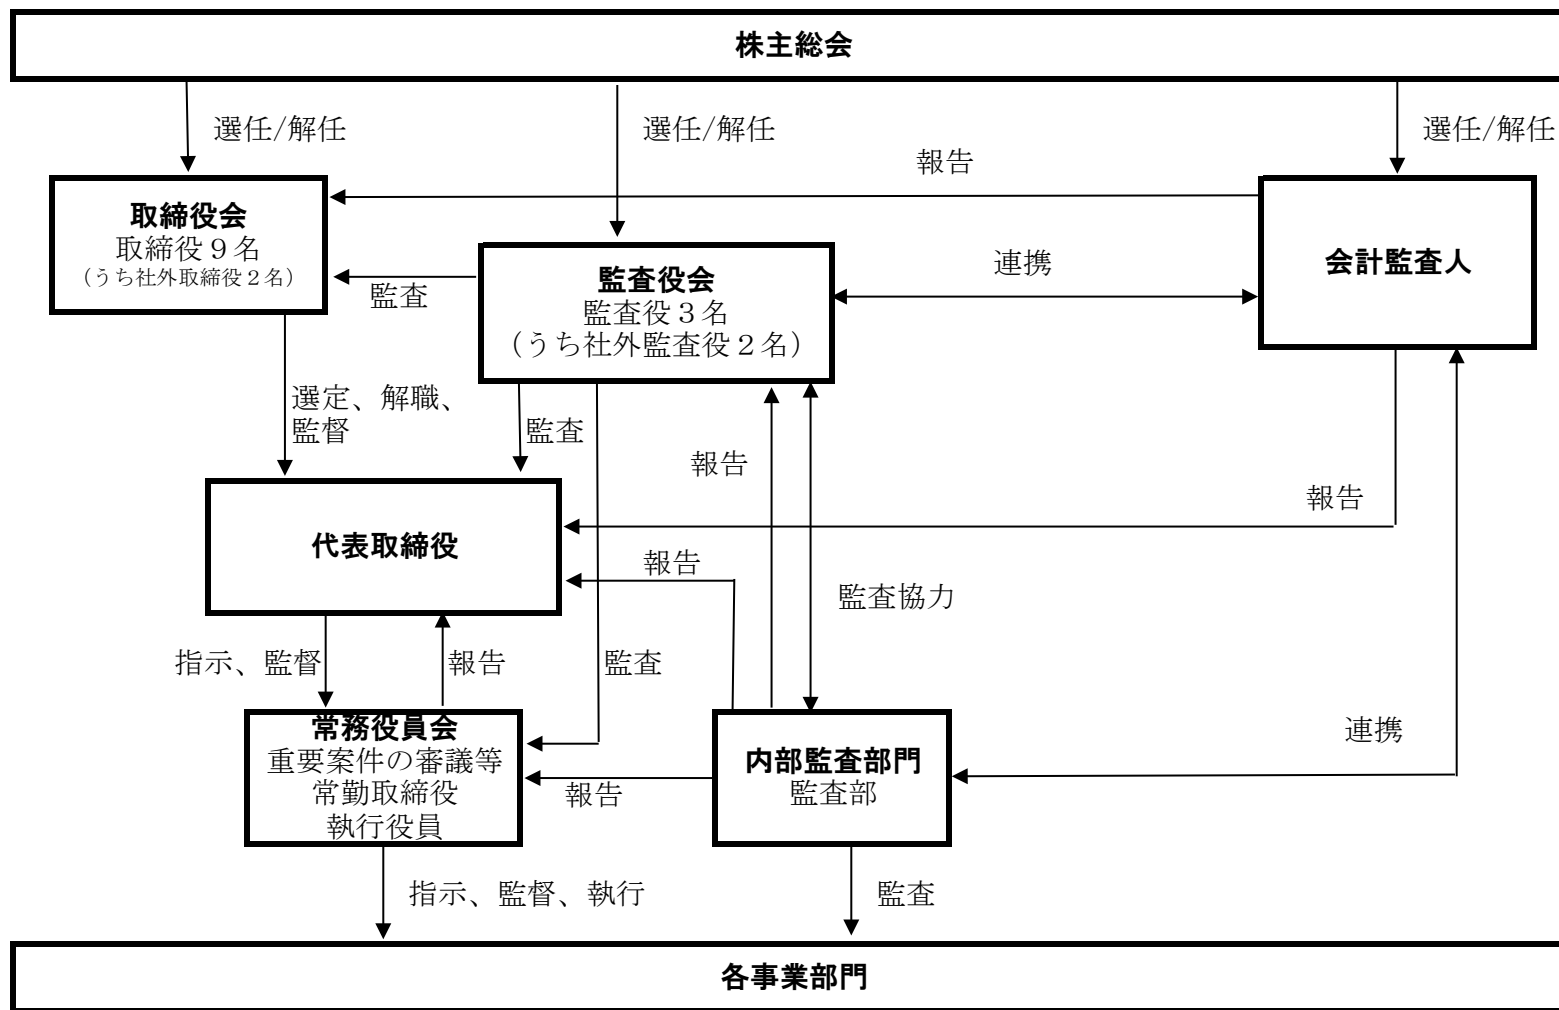 株主総会
選任/解任
選任/解任
選任/解任
報告
取締役会
取締役９名
（うち社外取締役２名）
監査役会
監査役３名
（うち社外監査役２名）
会計監査人
連携
監査
選定、解職、
監督
監査
報告
報告
代表取締役
報告
監査協力
指示、監督
報告
監査
常務役員会
重要案件の審議等
常勤取締役
執行役員
内部監査部門
監査部
連携
報告
指示、監督、執行
監査
各事業部門